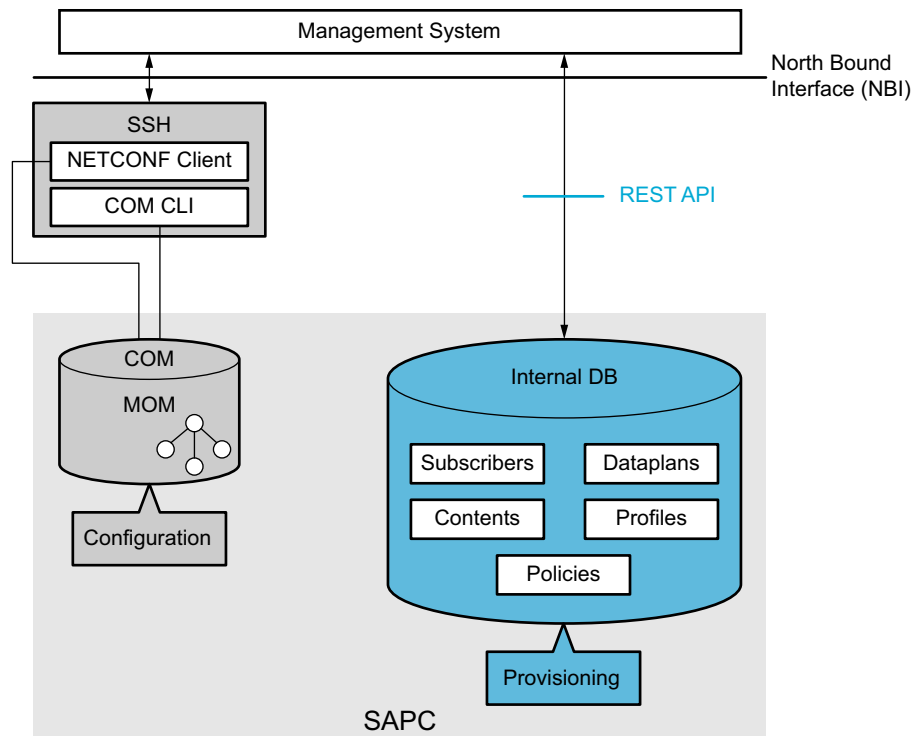 Management System
North Bound
Interface (NBI)
SSH
NETCONF Client
COM CLI
REST API
COM
MOM
Internal DB
Subscribers
Dataplans
Contents
Profiles
Policies
Configuration
Provisioning
SAPC